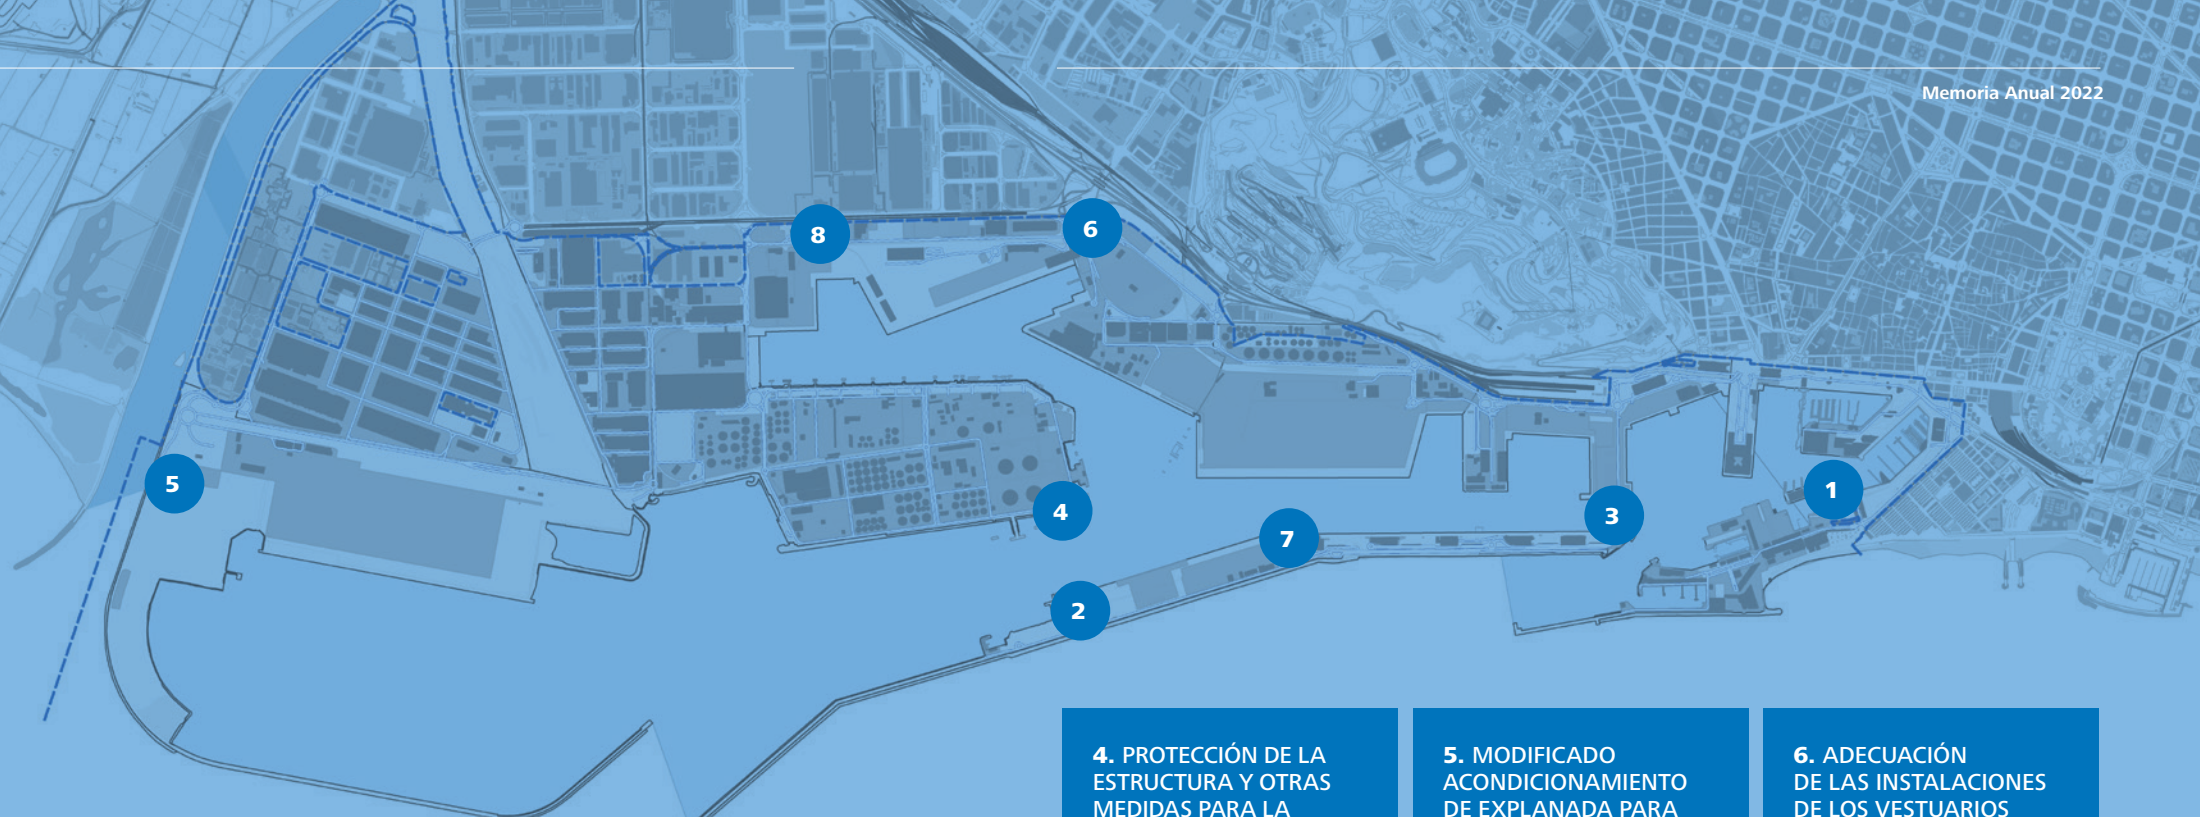 Memoria Anual 2022
8
6
5
4
7
3
1
2
4. PROTECCIÓN DE LA
ESTRUCTURA Y OTRAS
MEDIDAS PARA LA
5. MODIFICADO
ACONDICIONAMIENTO
DE EXPLANADA PARA
6. ADECUACIÓN
DE LAS INSTALACIONES
DE LOS VESTUARIOS